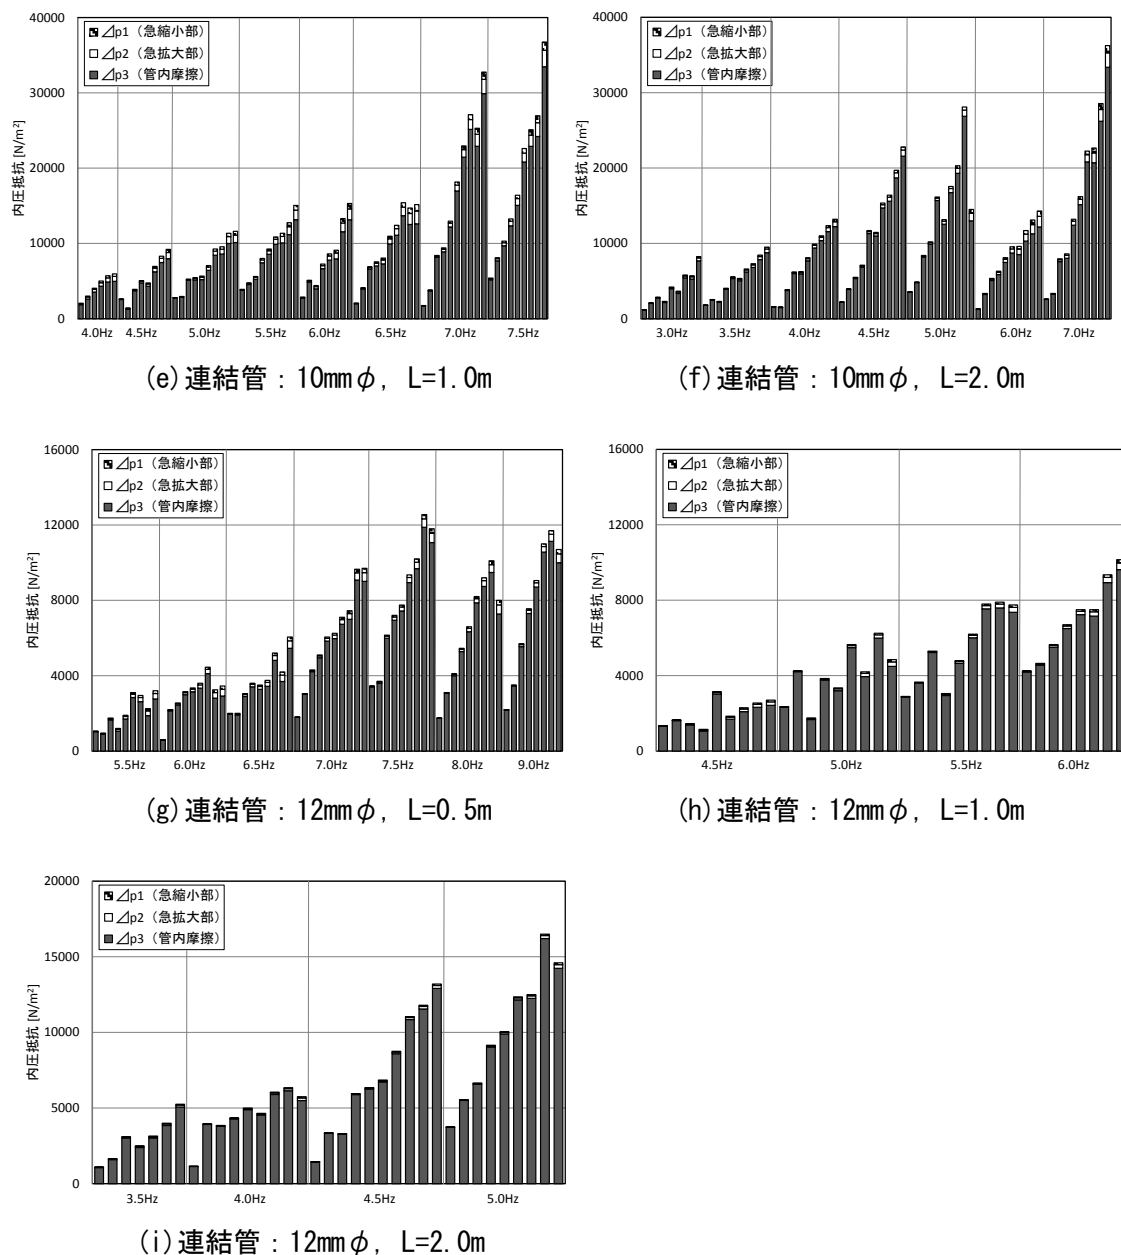 40000
30000
20000
10000
0
内圧抵抗 [N/m²]
⊿p1（急縮小部）
⊿p2（急拡大部）
⊿p3（管内摩擦）
4.0Hz 4.5Hz 5.0Hz 5.5Hz 6.0Hz 6.5Hz 7.0Hz 7.5Hz
(e)連結管：10mmφ, L=1.0m
40000
30000
20000
10000
0
内圧抵抗 [N/m²]
⊿p1（急縮小部）
⊿p2（急拡大部）
⊿p3（管内摩擦）
3.0Hz 3.5Hz 4.0Hz 4.5Hz 5.0Hz 6.0Hz 7.0Hz
(f)連結管：10mmφ, L=2.0m
16000
12000
8000
4000
0
内圧抵抗 [N/m²]
⊿p1（急縮小部）
⊿p2（急拡大部）
⊿p3（管内摩擦）
5.5Hz 6.0Hz 6.5Hz 7.0Hz 7.5Hz 8.0Hz 9.0Hz
(g)連結管：12mmφ, L=0.5m
16000
12000
8000
4000
0
内圧抵抗 [N/m²]
⊿p1（急縮小部）
⊿p2（急拡大部）
⊿p3（管内摩擦）
4.5Hz 5.0Hz 5.5Hz 6.0Hz
(h)連結管：12mmφ, L=1.0m
20000
15000
10000
5000
0
内圧抵抗 [N/m²]
⊿p1（急縮小部）
⊿p2（急拡大部）
⊿p3（管内摩擦）
3.5Hz 4.0Hz 4.5Hz 5.0Hz
(i)連結管：12mmφ, L=2.0m